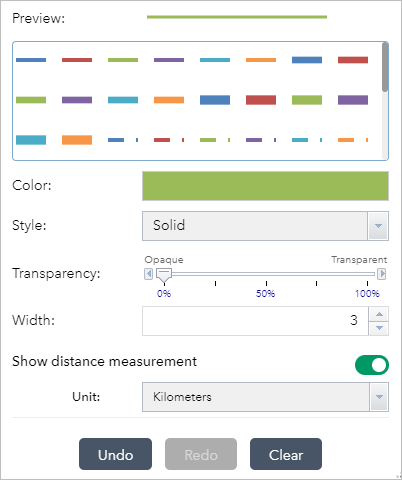 Preview:
Color:
Style: Solid
Opaque Transparent
Transparency:
0% 50% 100%
Width: 3
Show distance measurement
Unit: Kilometers
Undo Redo Clear